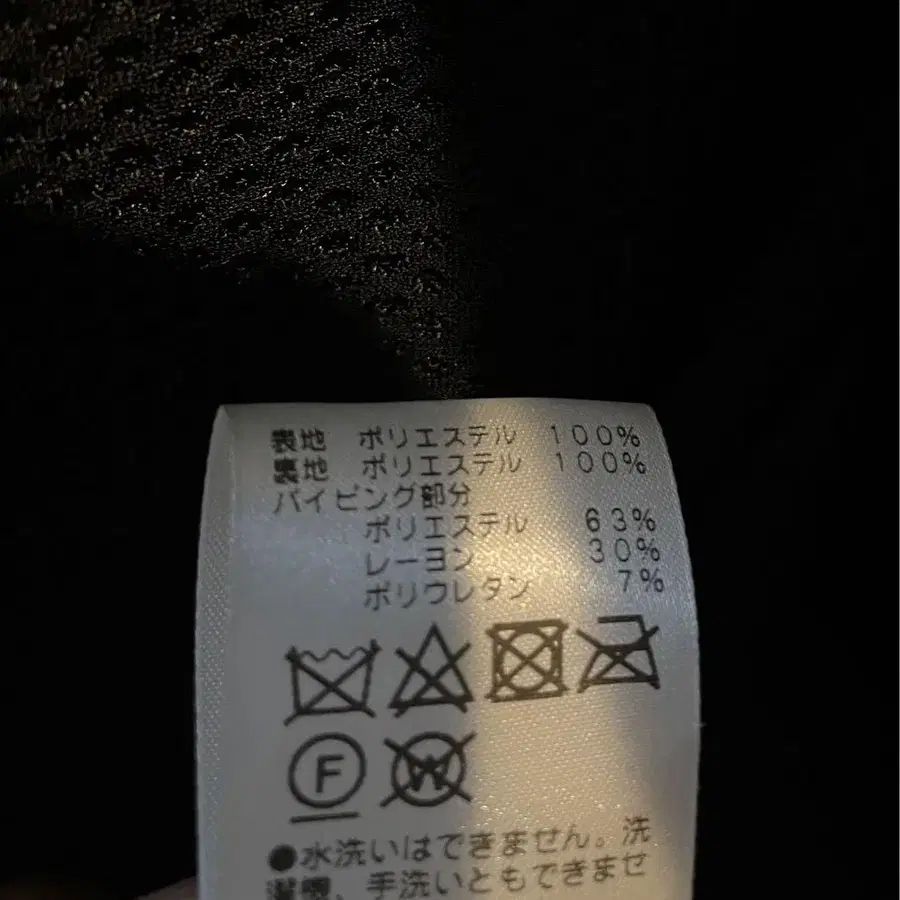 表地 ポリエステル 100%
裏地 ポリエステル 100%
パイピング部分
ポリエステル 63%
レーヨン 30%
ポリウレタン 7%
F W
●水洗いはできません。洗
濯機、手洗いともできませ